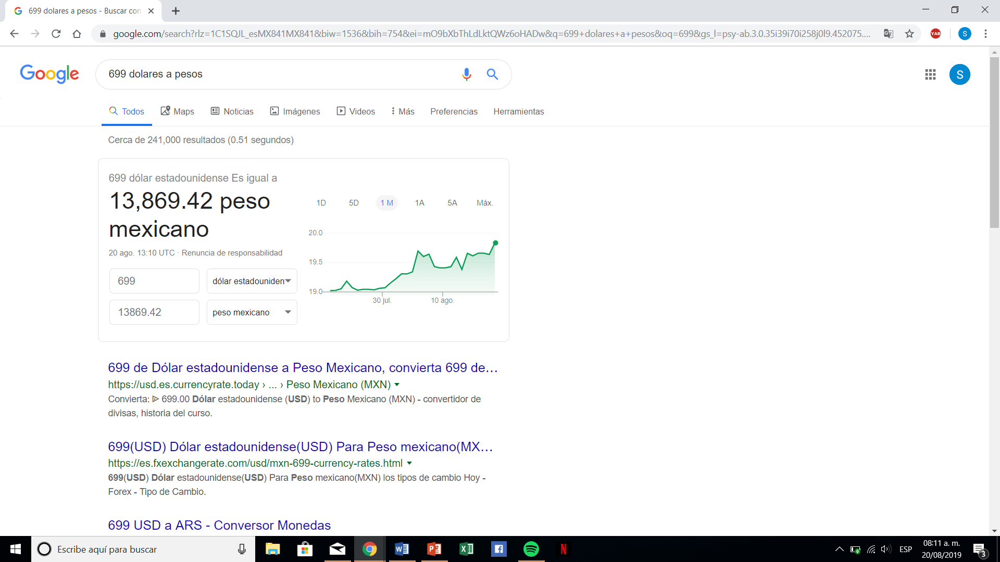 699 dolares a pesos - Buscar con
google.com/search?rlz=1C1SQJL_esMX841MX841&biw=1536&bih=754&ei=mO9bXbThLdLktQWz6oHADw&q=699+dolares+a+pesos&oq=699&gs_l=psy-ab.3.0.35i39i70i258j0l9.452075....
YAB
S
Google
699 dolares a pesos
S
Todos
Maps
Noticias
Imágenes
Videos
Más
Preferencias
Herramientas
Cerca de 241,000 resultados (0.51 segundos)
699 dólar estadounidense Es igual a
13,869.42 peso
mexicano
20 ago. 13:10 UTC · Renuncia de responsabilidad
699
dólar estadouniden
13869.42
peso mexicano
1D
5D
1 M
1A
5A
Máx.
20.0
19.5
19.0
30 jul.
10 ago.
699 de Dólar estadounidense a Peso Mexicano, convierta 699 de...
https://usd.es.currencyrate.today › ... › Peso Mexicano (MXN)
Convierta: ᐉ 699.00 Dólar estadounidense (USD) to Peso Mexicano (MXN) - convertidor de
divisas, historia del curso.
699(USD) Dólar estadounidense(USD) Para Peso mexicano(MX...
https://es.fxexchangerate.com/usd/mxn-699-currency-rates.html
699(USD) Dólar estadounidense(USD) Para Peso mexicano(MXN) los tipos de cambio Hoy -
Forex - Tipo de Cambio.
699 USD a ARS - Conversor Monedas
Escribe aquí para buscar
ESP
08:11 a. m.
20/08/2019
3